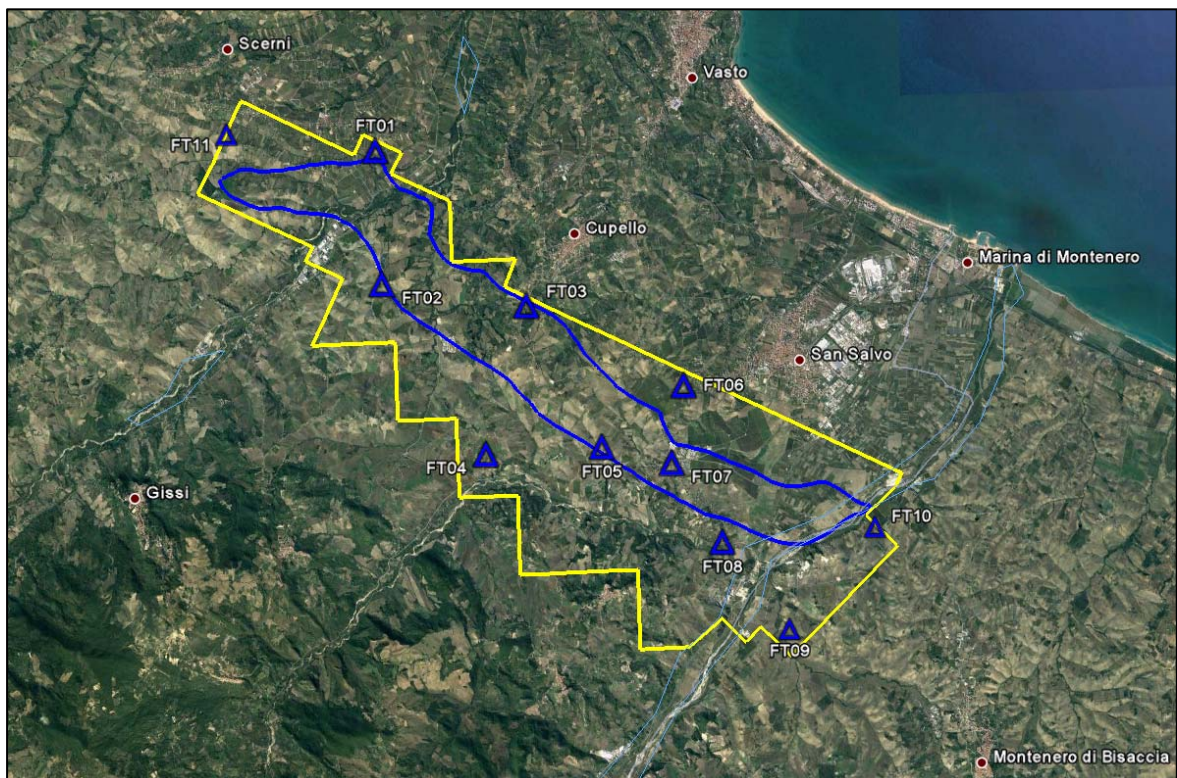 Scerni
Vasto
FT01
FT11
Cupello
Marina di Montenero
FT02
FT03
San Salvo
FT06
FT04
FT05
FT07
Gissi
FT10
FT08
FT09
Montenero di Bisaccia